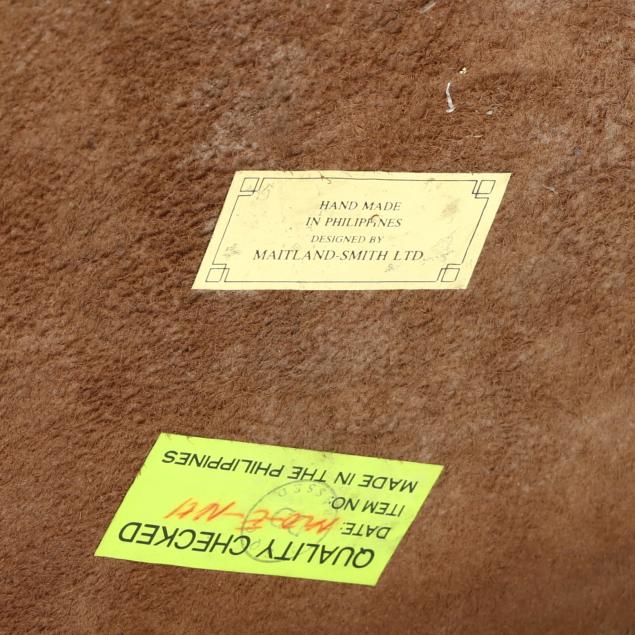 HAND MADE
IN PHILIPPINES
DESIGNED BY
MAITLAND-SMITH LTD.
QUALITY CHECKED
DATE:
ITEM NO:
MADE IN THE PHILIPPINES